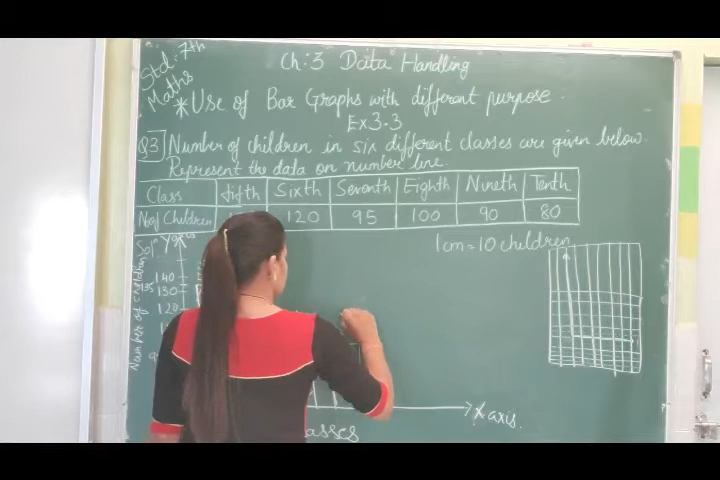 Std: 7th
Maths
Ch: 3 Data Handling
* Use of Bar Graphs with different purpose.
Ex 3.3
Q3] Number of children in six different classes are given below.
Represent the data on number line.
Class Fifth Sixth Seventh Eighth Nineth Tenth
No of Children 120 95 100 90 80
1cm = 10 children
Y axis
Number of children
140
135
130
120
X axis.